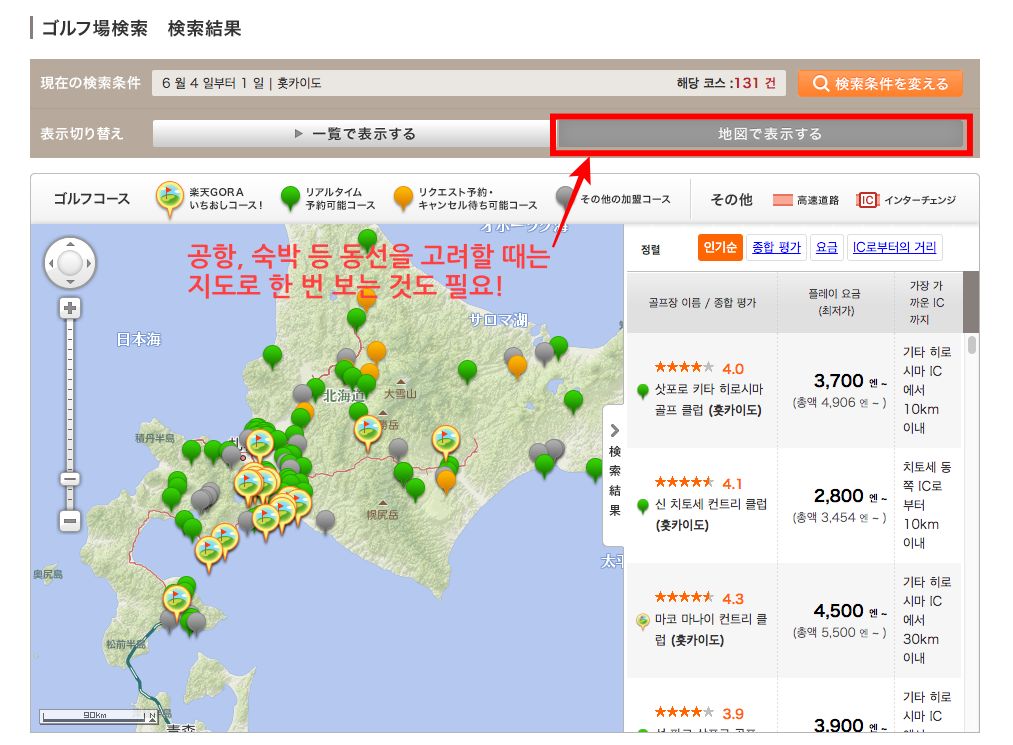 ゴルフ場検索　検索結果
現在の検索条件
6 월 4 일부터 1 일 | 홋카이도
해당 코스 :131 건
検索条件を変える
表示切り替え
一覧で表示する
地図で表示する
ゴルフコース
楽天GORA
いちおしコース！
リアルタイム
予約可能コース
リクエスト予約・
キャンセル待ち可能コース
その他の加盟コース
その他
高速道路
IC
インターチェンジ
オホーツク海
공항, 숙박 등 동선을 고려할 때는
지도로 한 번 보는 것도 필요!
サロマ湖
日本海
北海道
大雪山
積丹半島
幌尻岳
奥尻島
松前半島
青森
90km
検索結果
정렬
인기순
종합 평가
요금
IC로부터의 거리
골프장 이름 / 종합 평가
플레이 요금
(최저가)
가장 가
까운 IC
까지
4.0
삿포로 키타 히로시마
골프 클럽 (홋카이도)
3,700 엔 ~
(총액 4,906 엔 ~ )
기타 히로
시마 IC
에서
10km
이내
4.1
신 치토세 컨트리 클럽
(홋카이도)
2,800 엔 ~
(총액 3,454 엔 ~ )
치토세 동
쪽 IC로
부터
10km
이내
4.3
마코 마나이 컨트리 클
럽 (홋카이도)
4,500 엔 ~
(총액 5,500 엔 ~ )
기타 히로
시마 IC
에서
30km
이내
3.9
3,900 엔 ~
기타 히로
시마 IC